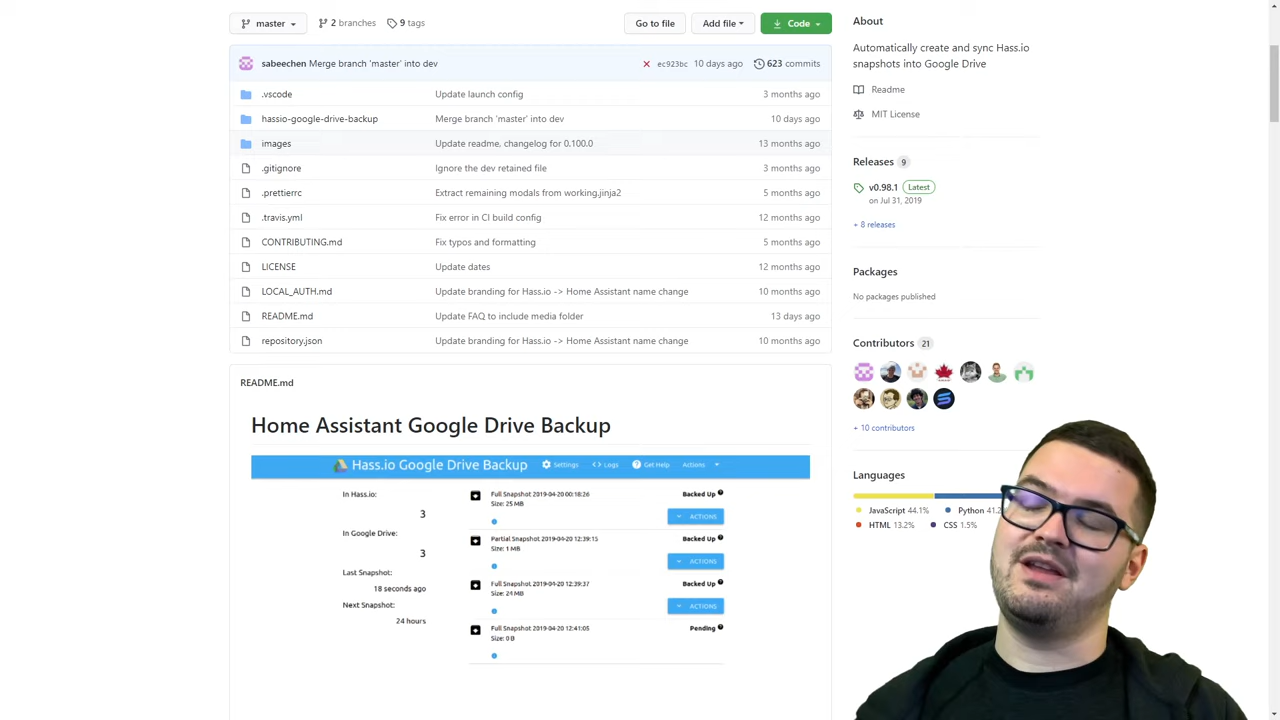 master
2 branches
9 tags
Go to file
Add file
Code
sabeechen Merge branch 'master' into dev
ec923bc 10 days ago 623 commits
.vscode Update launch config 3 months ago
hassio-google-drive-backup Merge branch 'master' into dev 10 days ago
images Update readme, changelog for 0.100.0 13 months ago
.gitignore Ignore the dev retained file 3 months ago
.prettierrc Extract remaining modals from working.jinja2 5 months ago
.travis.yml Fix error in CI build config 12 months ago
CONTRIBUTING.md Fix typos and formatting 5 months ago
LICENSE Update dates 12 months ago
LOCAL_AUTH.md Update branding for Hass.io -> Home Assistant name change 10 months ago
README.md Update FAQ to include media folder 13 days ago
repository.json Update branding for Hass.io -> Home Assistant name change 10 months ago
README.md
Home Assistant Google Drive Backup
Hass.io Google Drive Backup Settings Logs Get Help Actions
In Hass.io:
3
In Google Drive:
3
Last Snapshot:
18 seconds ago
Next Snapshot:
24 hours
Full Snapshot 2019-04-20 00:18:26 Backed Up
Size: 25 MB
ACTIONS
Partial Snapshot 2019-04-20 12:39:15 Backed Up
Size: 1 MB
ACTIONS
Full Snapshot 2019-04-20 12:39:37 Backed Up
Size: 24 MB
ACTIONS
Full Snapshot 2019-04-20 12:41:05 Pending
Size: 0 B
About
Automatically create and sync Hass.io
snapshots into Google Drive
Readme
MIT License
Releases 9
v0.98.1 Latest
on Jul 31, 2019
+ 8 releases
Packages
No packages published
Contributors 21
+ 10 contributors
Languages
JavaScript 44.1% Python 41.2
HTML 13.2% CSS 1.5%